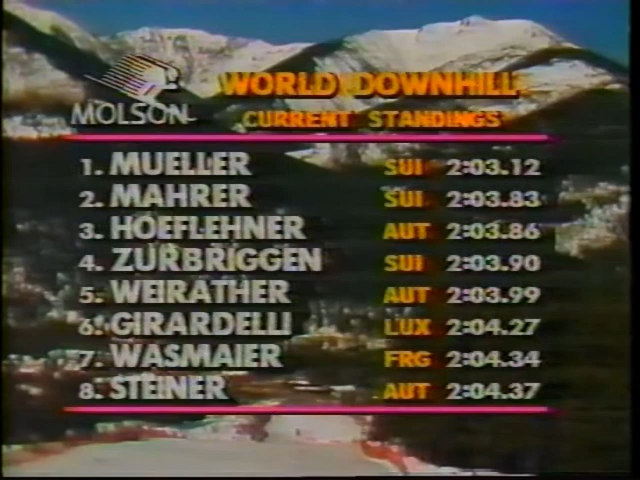 MOLSON
WORLD DOWNHILL
CURRENT STANDINGS
1. MUELLER SUI 2:03.12
2. MAHRER SUI 2:03.83
3. HOEFLEHNER AUT 2:03.86
4. ZURBRIGGEN SUI 2:03.90
5. WEIRATHER AUT 2:03.99
6. GIRARDELLI LUX 2:04.27
7. WASMAIER FRG 2:04.34
8. STEINER AUT 2:04.37